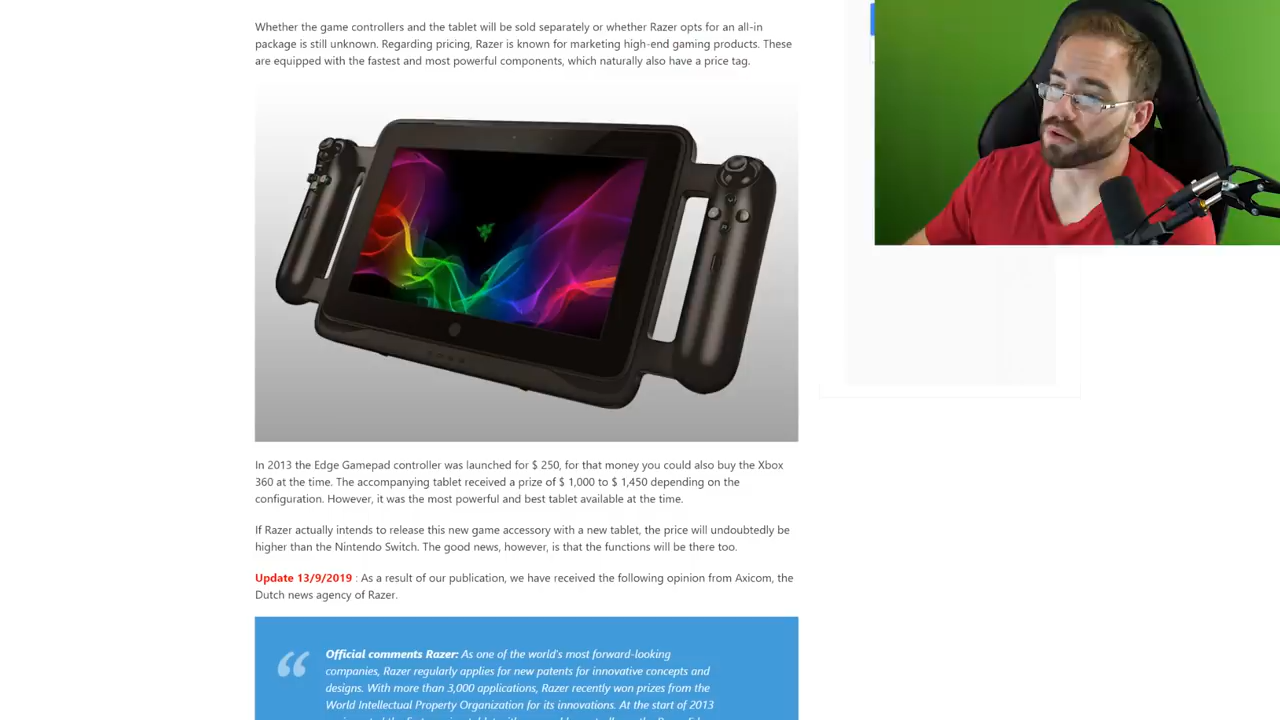 Whether the game controllers and the tablet will be sold separately or whether Razer opts for an all-in
package is still unknown. Regarding pricing, Razer is known for marketing high-end gaming products. These
are equipped with the fastest and most powerful components, which naturally also have a price tag.
In 2013 the Edge Gamepad controller was launched for $ 250, for that money you could also buy the Xbox
360 at the time. The accompanying tablet received a prize of $ 1,000 to $ 1,450 depending on the
configuration. However, it was the most powerful and best tablet available at the time.
If Razer actually intends to release this new game accessory with a new tablet, the price will undoubtedly be
higher than the Nintendo Switch. The good news, however, is that the functions will be there too.
Update 13/9/2019 : As a result of our publication, we have received the following opinion from Axicom, the
Dutch news agency of Razer.
Official comments Razer: As one of the world's most forward-looking
companies, Razer regularly applies for new patents for innovative concepts and
designs. With more than 3,000 applications, Razer recently won prizes from the
World Intellectual Property Organization for its innovations. At the start of 2013